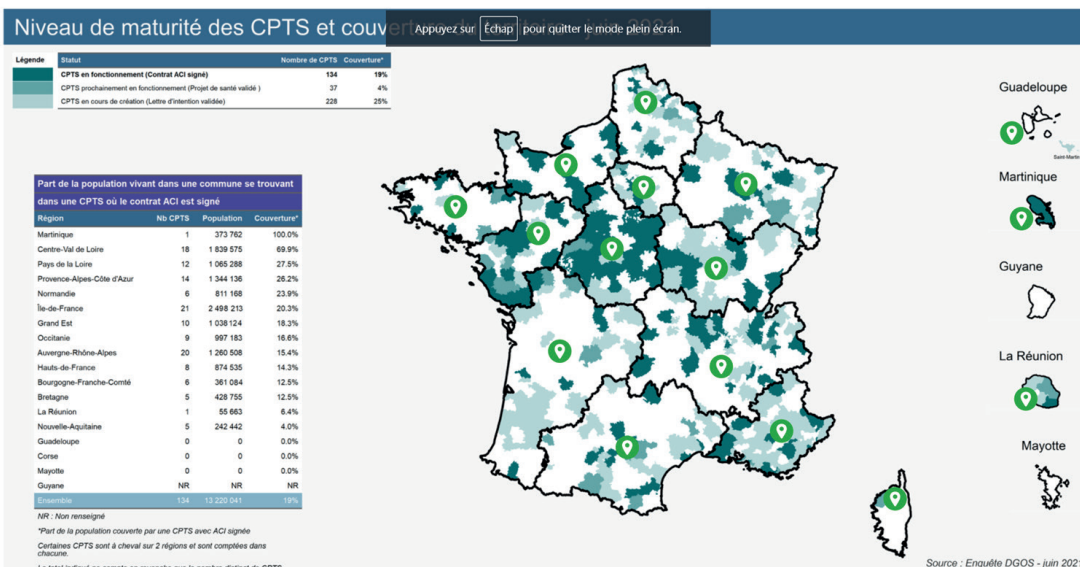 Niveau de maturité des CPTS et couver
Appuyez sur Échap pour quitter le mode plein écran.
Légende
Statut Nombre de CPTS Couverture*
CPTS en fonctionnement (Contrat ACI signé) 134 19%
CPTS prochainement en fonctionnement (Projet de santé validé ) 37 4%
CPTS en cours de création (Lettre d'intention validée) 228 25%
Part de la population vivant dans une commune se trouvant
dans une CPTS où le contrat ACI est signé
Région Nb CPTS Population Couverture*
Martinique 1 373 762 100.0%
Centre-Val de Loire 18 1 839 575 69.9%
Pays de la Loire 12 1 065 288 27.5%
Provence-Alpes-Côte d'Azur 14 1 344 136 26.2%
Normandie 6 811 168 23.9%
Île-de-France 21 2 498 213 20.3%
Grand Est 10 1 038 124 18.3%
Occitanie 9 997 183 16.6%
Auvergne-Rhône-Alpes 20 1 260 508 15.4%
Hauts-de-France 8 874 535 14.3%
Bourgogne-Franche-Comté 6 361 084 12.5%
Bretagne 5 428 755 12.5%
La Réunion 1 55 663 6.4%
Nouvelle-Aquitaine 5 242 442 4.0%
Guadeloupe 0 0 0.0%
Corse 0 0 0.0%
Mayotte 0 0 0.0%
Guyane NR NR NR
Ensemble 134 13 220 041 19%
NR : Non renseigné
*Part de la population couverte par une CPTS avec ACI signée
Certaines CPTS sont à cheval sur 2 régions et sont comptées dans
chacune.
Guadeloupe
Saint-Martin
Martinique
Guyane
La Réunion
Mayotte
Source : Enquête DGOS - juin 2021